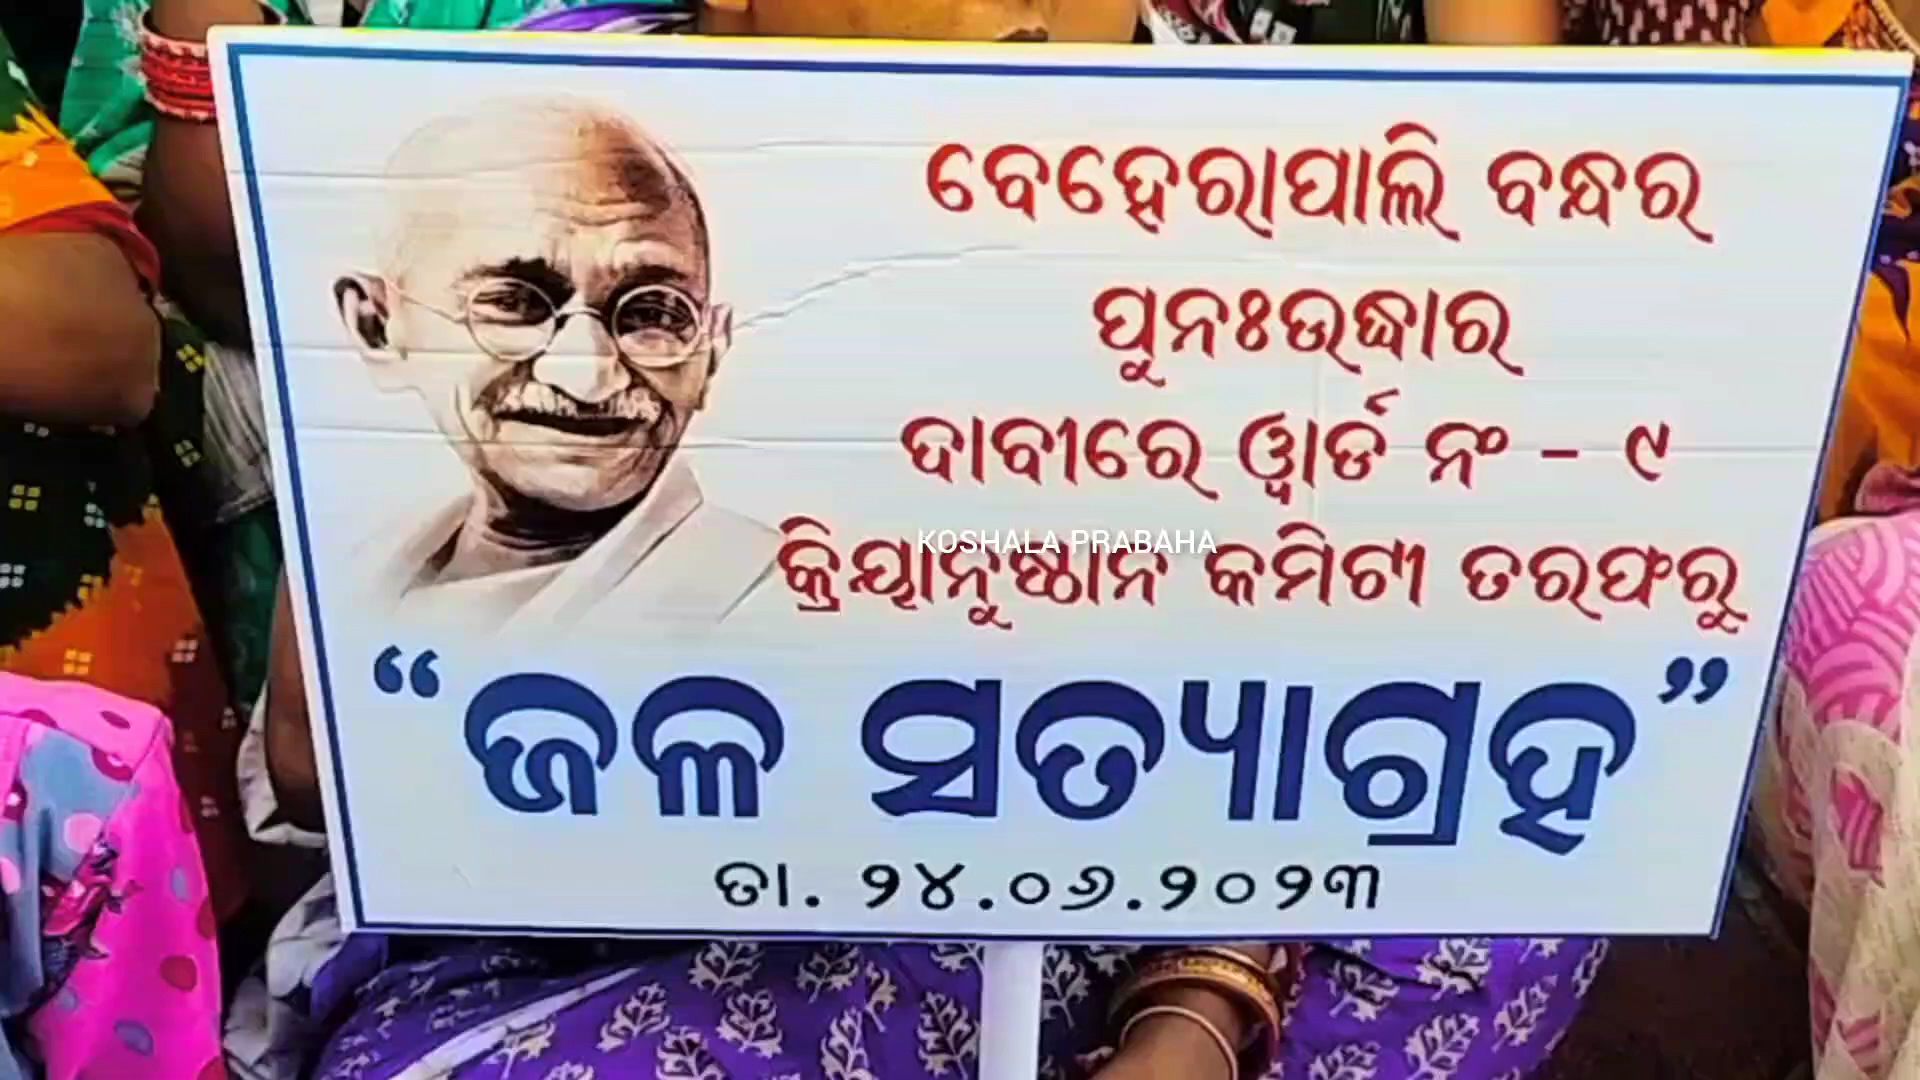 ବେହେରାପାଲି ବନ୍ଧର
ପୁନଃଉଦ୍ଧାର
ଦାବୀରେ ୱାର୍ଡ ନଂ - ୯
କ୍ରିୟାନୁଷ୍ଠାନ କମିଟୀ ତରଫରୁ
KOSHALA PRABAHA
“ଜଳ ସତ୍ୟାଗ୍ରହ”
ତା. ୨୪.୦୬.୨୦୨୩